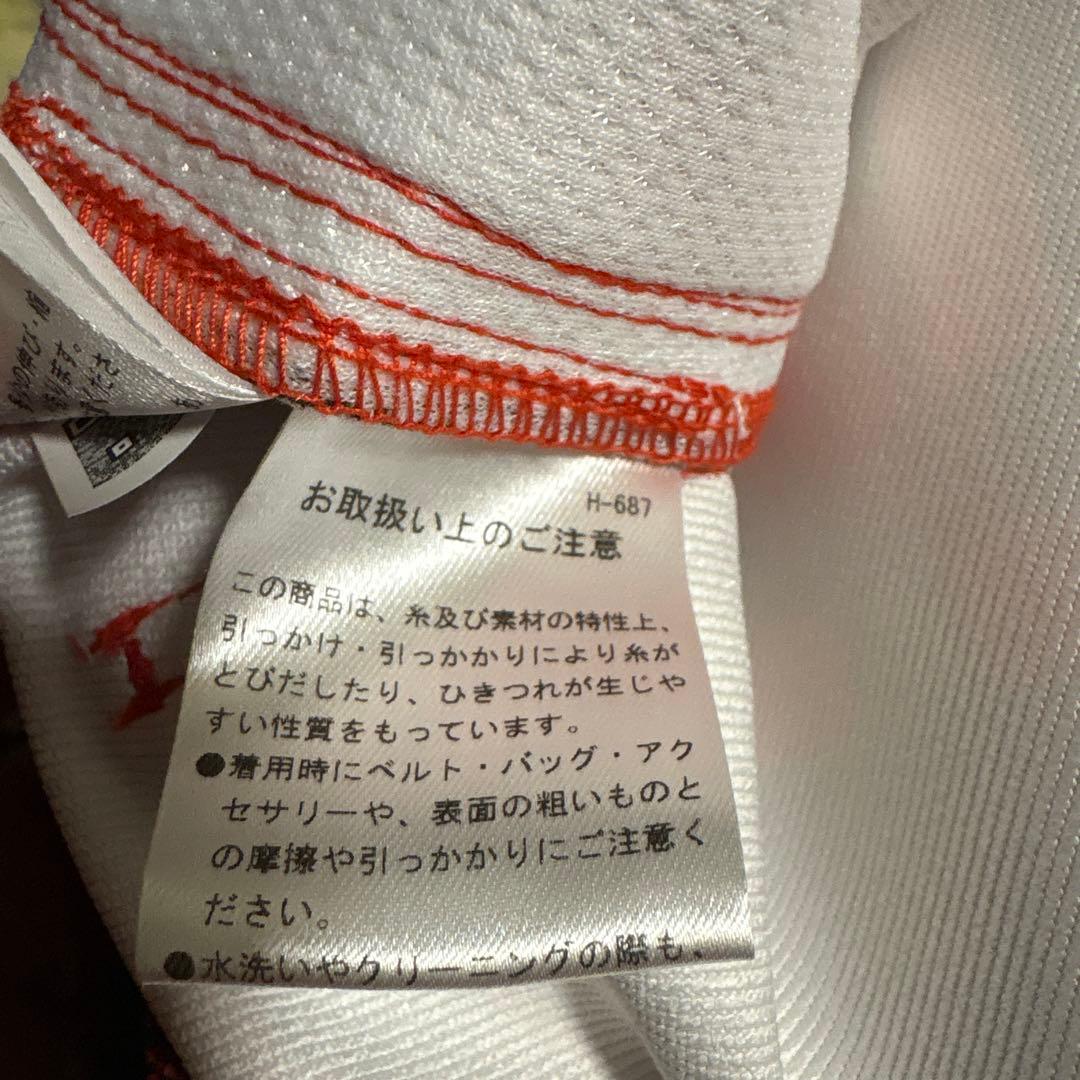 H-687
お取扱い上のご注意
この商品は、糸及び素材の特性上、
引っかけ・引っかかりにより糸が
とびだしたり、ひきつれが生じや
すい性質をもっています。
●着用時にベルト・バッグ・アク
セサリーや、表面の粗いものと
の摩擦や引っかかりにご注意く
ださい。
●水洗いやクリーニングの際も、
ます。